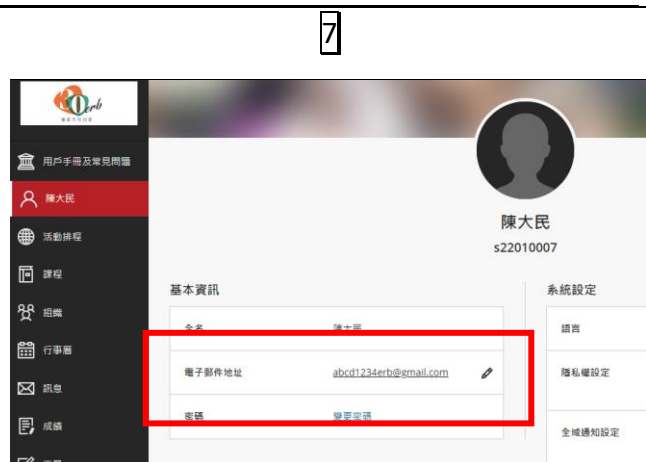 7
erb
用戶手冊及常見問題
陳大民
活動排程
課程
組織
行事曆
訊息
成績
陳大民
s22010007
基本資訊
全名 陳大民
電子郵件地址 abcd1234erb@gmail.com
密碼 變更密碼
系統設定
語言
隱私權設定
全域通知設定